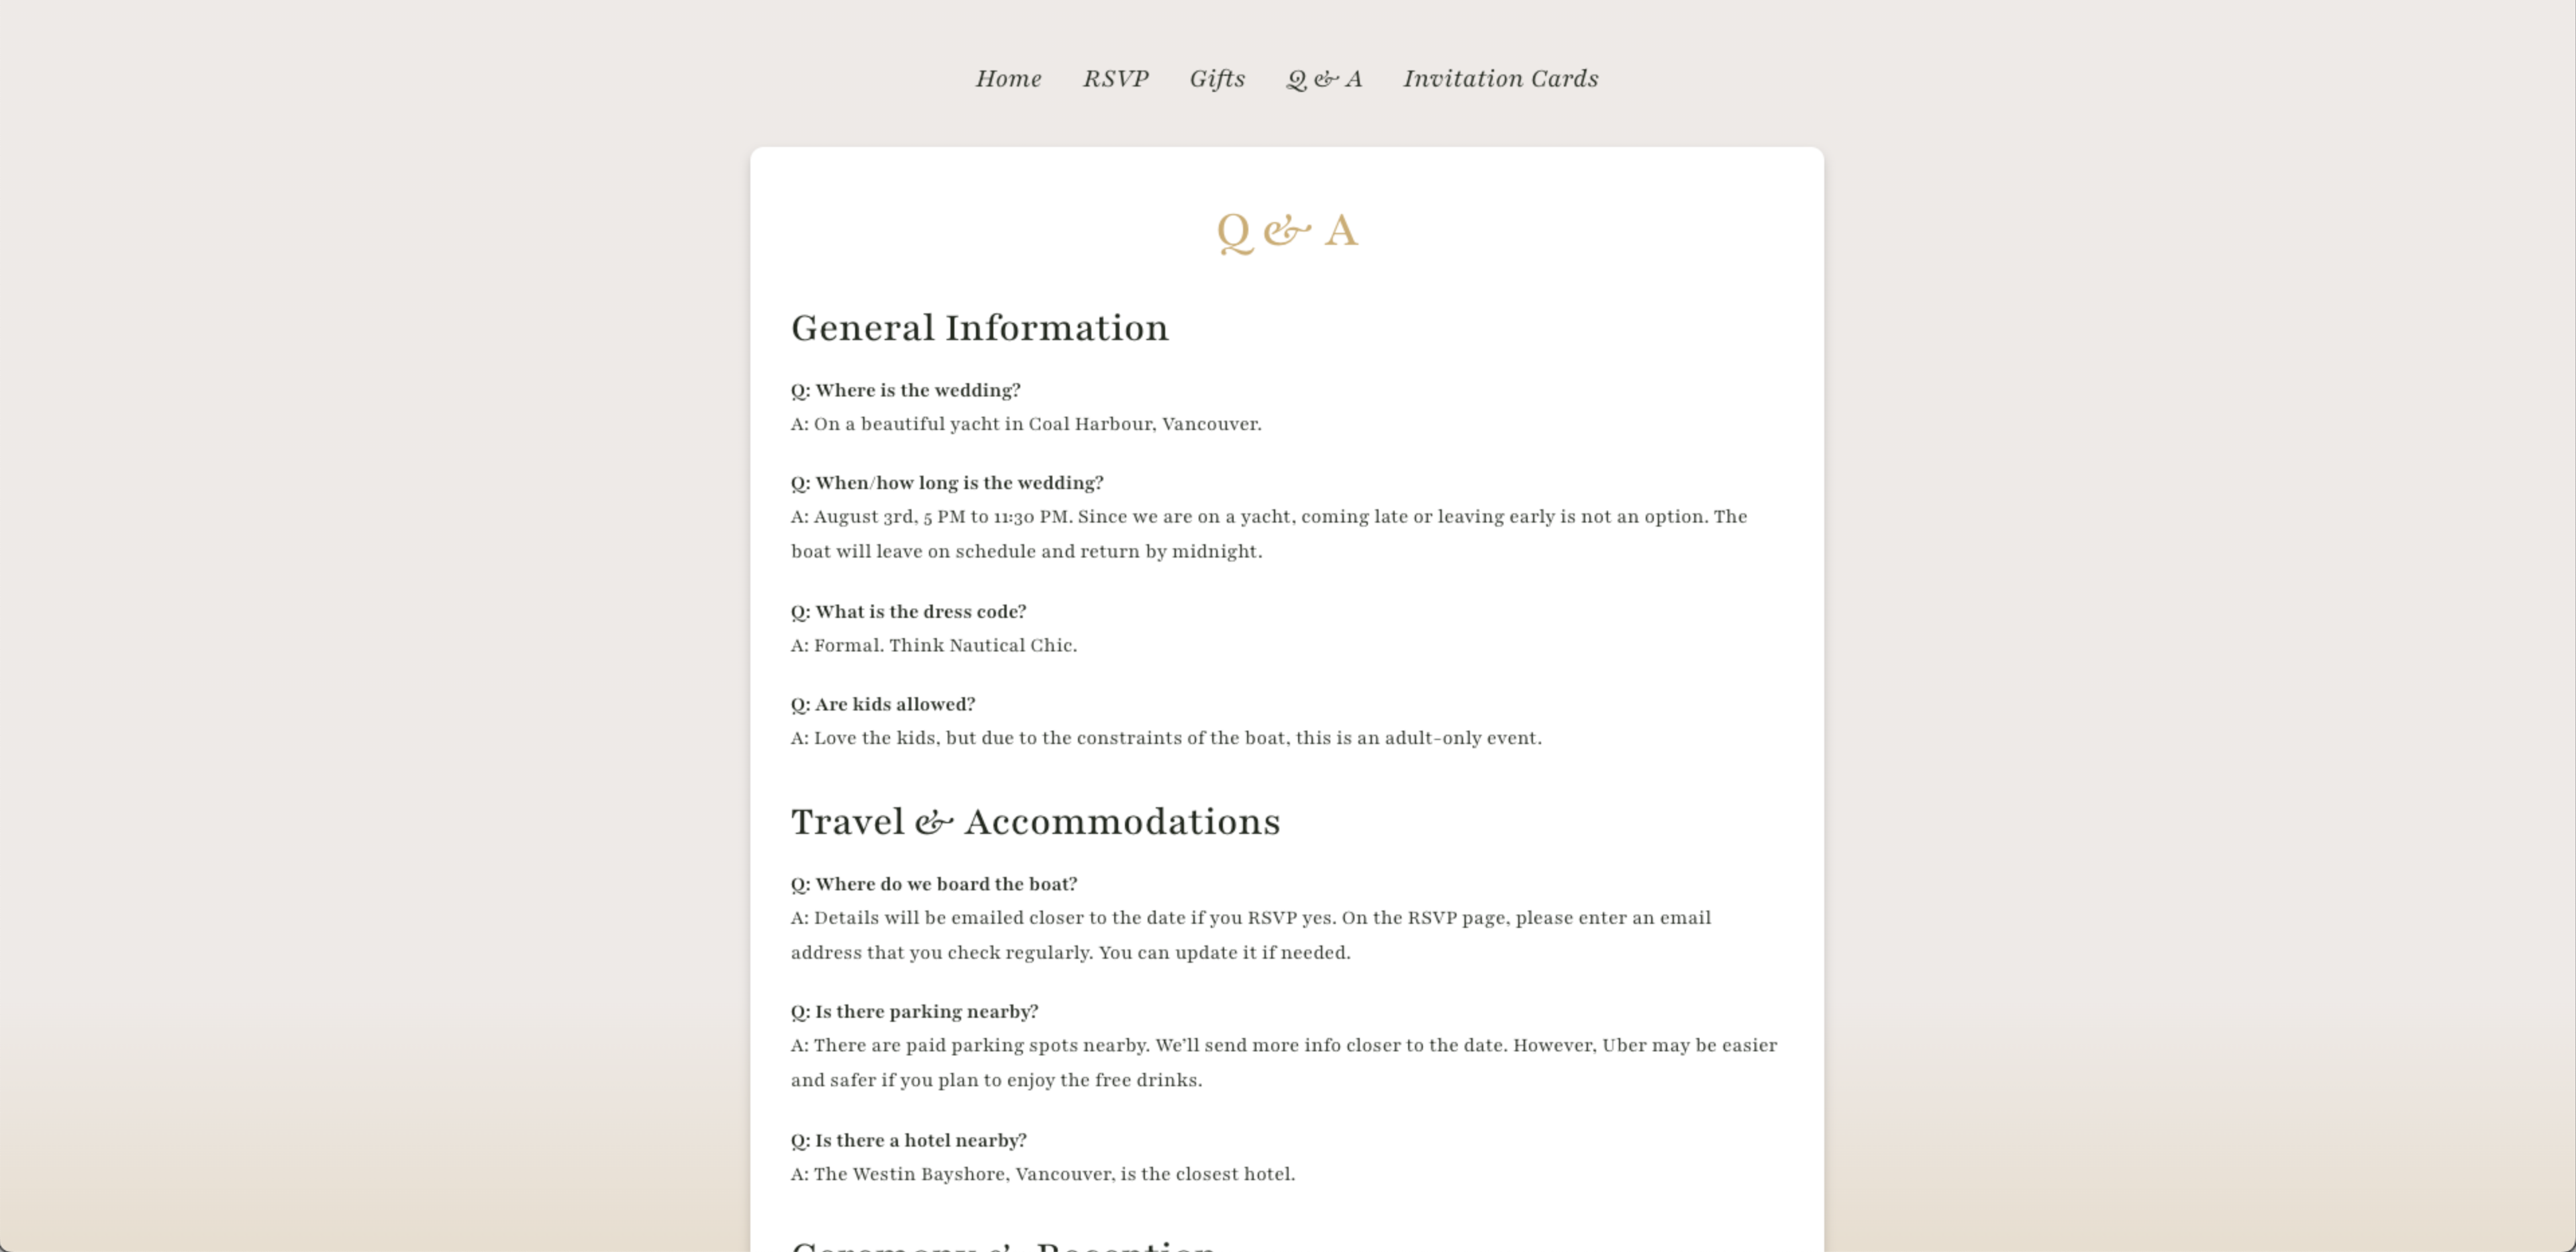 Home RSVP Gifts Q & A Invitation Cards
Q & A
General Information
Q: Where is the wedding?
A: On a beautiful yacht in Coal Harbour, Vancouver.
Q: When/how long is the wedding?
A: August 3rd, 5 PM to 11:30 PM. Since we are on a yacht, coming late or leaving early is not an option. The
boat will leave on schedule and return by midnight.
Q: What is the dress code?
A: Formal. Think Nautical Chic.
Q: Are kids allowed?
A: Love the kids, but due to the constraints of the boat, this is an adult-only event.
Travel & Accommodations
Q: Where do we board the boat?
A: Details will be emailed closer to the date if you RSVP yes. On the RSVP page, please enter an email
address that you check regularly. You can update it if needed.
Q: Is there parking nearby?
A: There are paid parking spots nearby. We’ll send more info closer to the date. However, Uber may be easier
and safer if you plan to enjoy the free drinks.
Q: Is there a hotel nearby?
A: The Westin Bayshore, Vancouver, is the closest hotel.
Ceremony & Reception